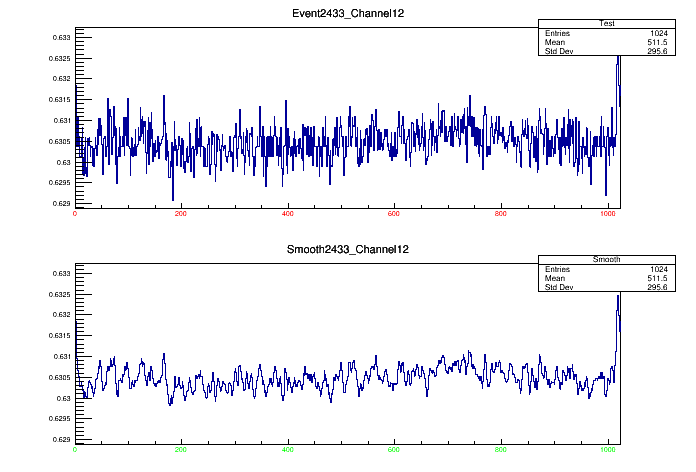 Event2433_Channel12
Test
Entries 1024
Mean 511.5
Std Dev 295.6
0.633
0.6325
0.632
0.6315
0.631
0.6305
0.63
0.6295
0.629
0 200 400 600 800 1000
Smooth2433_Channel12
Smooth
Entries 1024
Mean 511.5
Std Dev 295.6
0.633
0.6325
0.632
0.6315
0.631
0.6305
0.63
0.6295
0.629
0 200 400 600 800 1000